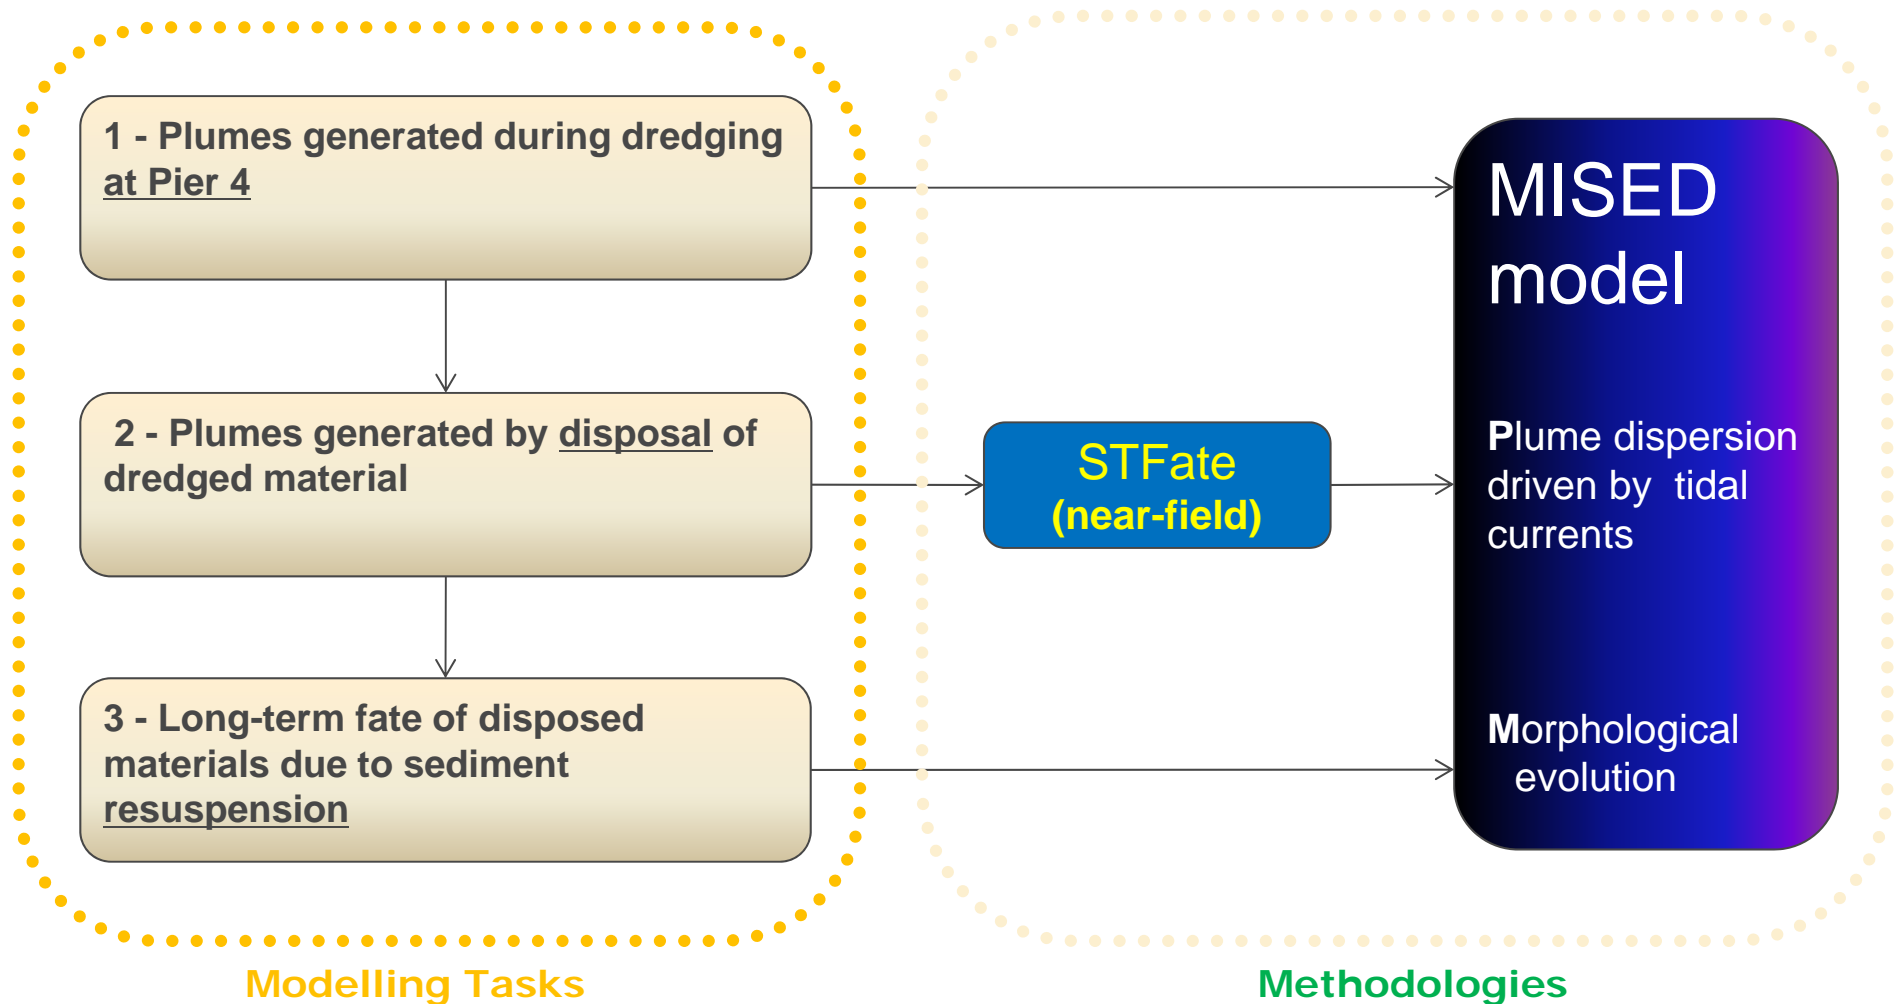 1 - Plumes generated during dredging
at Pier 4
2 - Plumes generated by disposal of
dredged material
3 - Long-term fate of disposed
materials due to sediment
resuspension
STFate
(near-field)
MISED
model
Plume dispersion
driven by tidal
currents
Morphological
evolution
Modelling Tasks
Methodologies